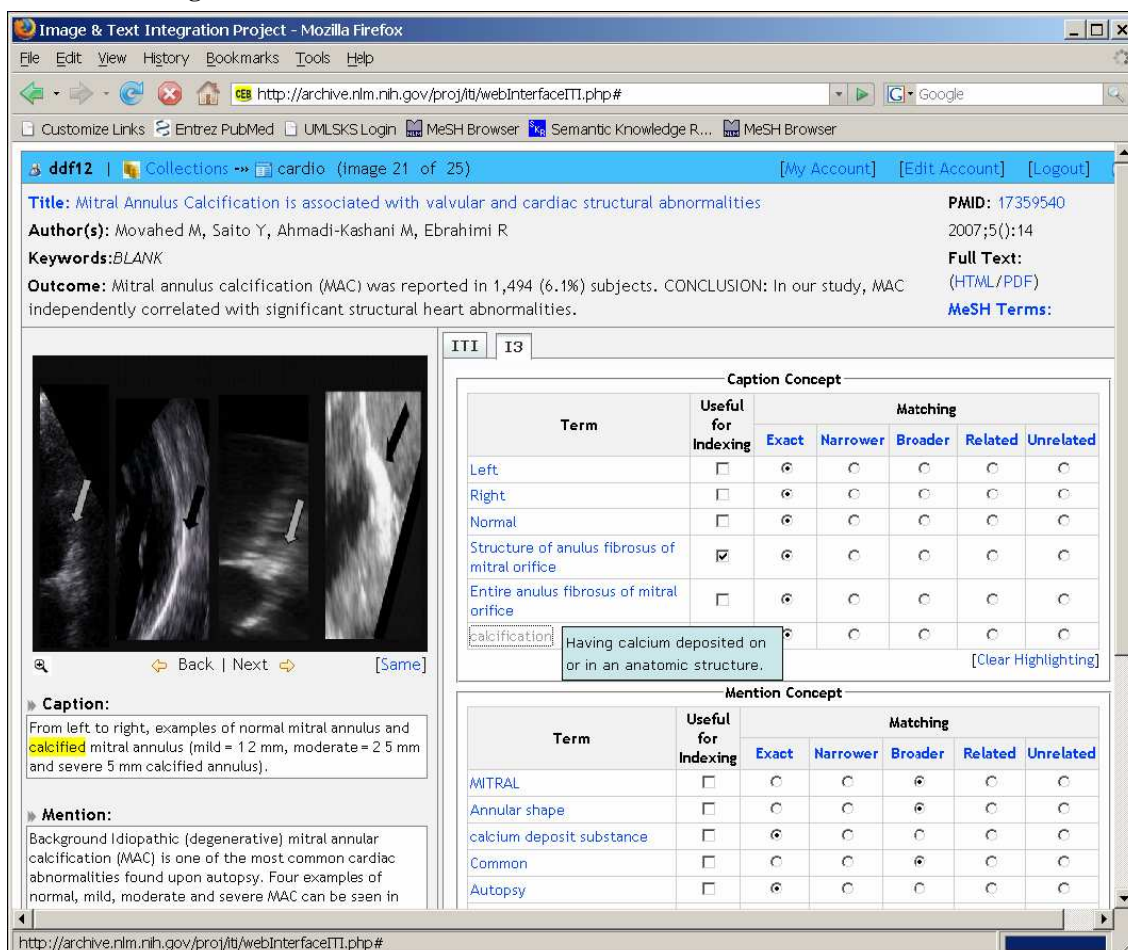 Image & Text Integration Project - Mozilla Firefox
File Edit View History Bookmarks Tools Help
CEB http://archive.nlm.nih.gov/proj/iti/webInterfaceITI.php#
G Google
Customize Links Entrez PubMed UMLSKS Login MeSH Browser Semantic Knowledge R... MeSH Browser
ddf12 | Collections -» cardio (image 21 of 25) [My Account] [Edit Account] [Logout]
Title: Mitral Annulus Calcification is associated with valvular and cardiac structural abnormalities
PMID: 17359540
Author(s): Movahed M, Saito Y, Ahmadi-Kashani M, Ebrahimi R
2007;5():14
Keywords:BLANK
Full Text:
Outcome: Mitral annulus calcification (MAC) was reported in 1,494 (6.1%) subjects. CONCLUSION: In our study, MAC
(HTML/PDF)
independently correlated with significant structural heart abnormalities.
MeSH Terms:
Back | Next [Same]
Caption:
From left to right, examples of normal mitral annulus and
calcified mitral annulus (mild = 1 2 mm, moderate = 2 5 mm
and severe 5 mm calcified annulus).
Mention:
Background Idiopathic (degenerative) mitral annular
calcification (MAC) is one of the most common cardiac
abnormalities found upon autopsy. Four examples of
normal, mild, moderate and severe MAC can be seen in
ITI I3
Caption Concept
Term Useful for Indexing Matching
Exact Narrower Broader Related Unrelated
Left
Right
Normal
Structure of anulus fibrosus of
mitral orifice
Entire anulus fibrosus of mitral
orifice
calcification
Having calcium deposited on
or in an anatomic structure.
[Clear Highlighting]
Mention Concept
Term Useful for Indexing Matching
Exact Narrower Broader Related Unrelated
MITRAL
Annular shape
calcium deposit substance
Common
Autopsy
http://archive.nlm.nih.gov/proj/iti/webInterfaceITI.php#